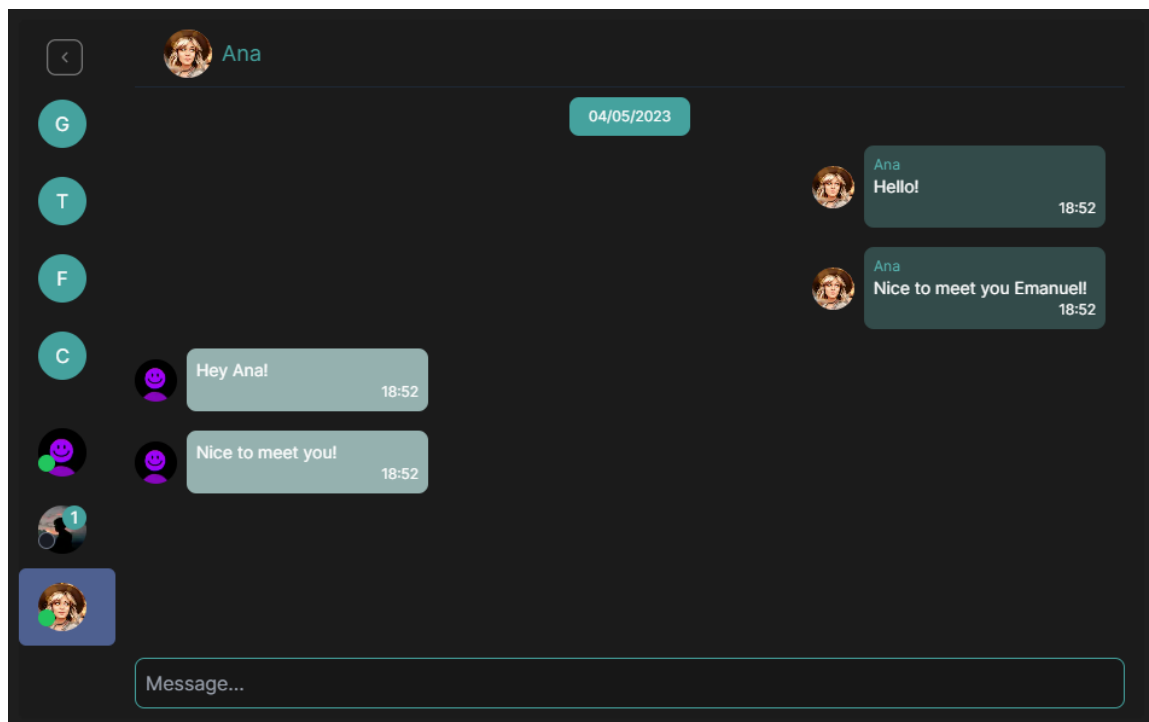 Ana
G
T
F
C
1
04/05/2023
Ana
Hello!
18:52
Ana
Nice to meet you Emanuel!
18:52
Hey Ana!
18:52
Nice to meet you!
18:52
Message...